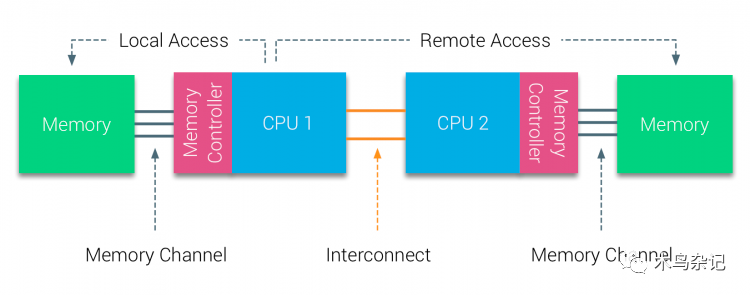 Local Access
Remote Access
Memory
Memory
Controller
CPU 1
CPU 2
Memory
Controller
Memory
Memory Channel
Interconnect
Memory Channel
木鸟杂记